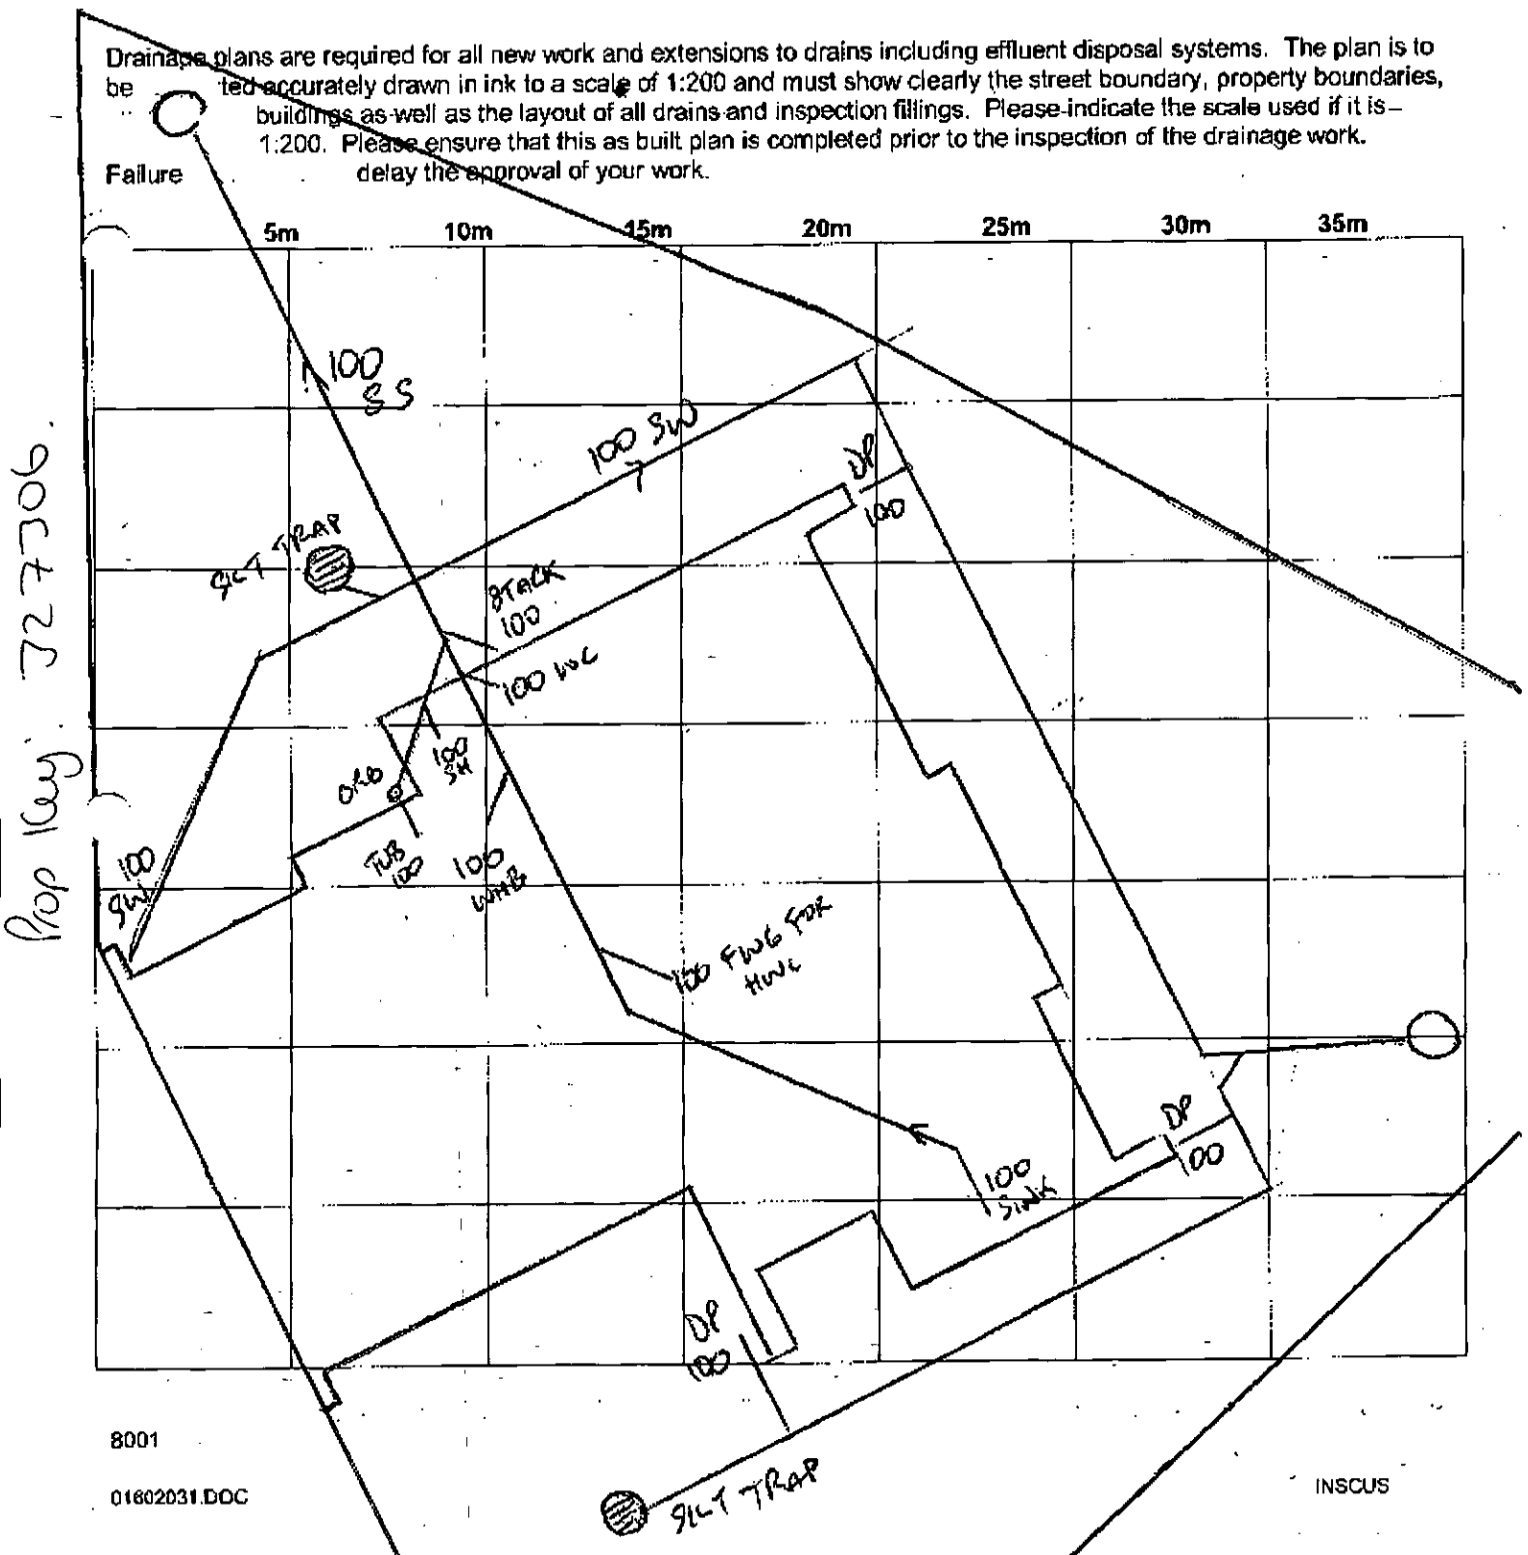 Drainage plans are required for all new work and extensions to drains including effluent disposal systems. The plan is to
be ted accurately drawn in ink to a scale of 1:200 and must show clearly the street boundary, property boundaries,
buildings as well as the layout of all drains and inspection fillings. Please indicate the scale used if it is
1:200. Please ensure that this as built plan is completed prior to the inspection of the drainage work.
Failure delay the approval of your work.
5m 10m 15m 20m 25m 30m 35m
100
SS
100 SW
DP
100
SILT TRAP
STACK
100
100 WC
Prop Key: 327306.
ORG
100
SH
TUB
100
100
WHB
100
SW
100 FWG FOR
HWC
DP
100
100
SINK
DP
100
SILT TRAP
8001
01602031.DOC
INSCUS